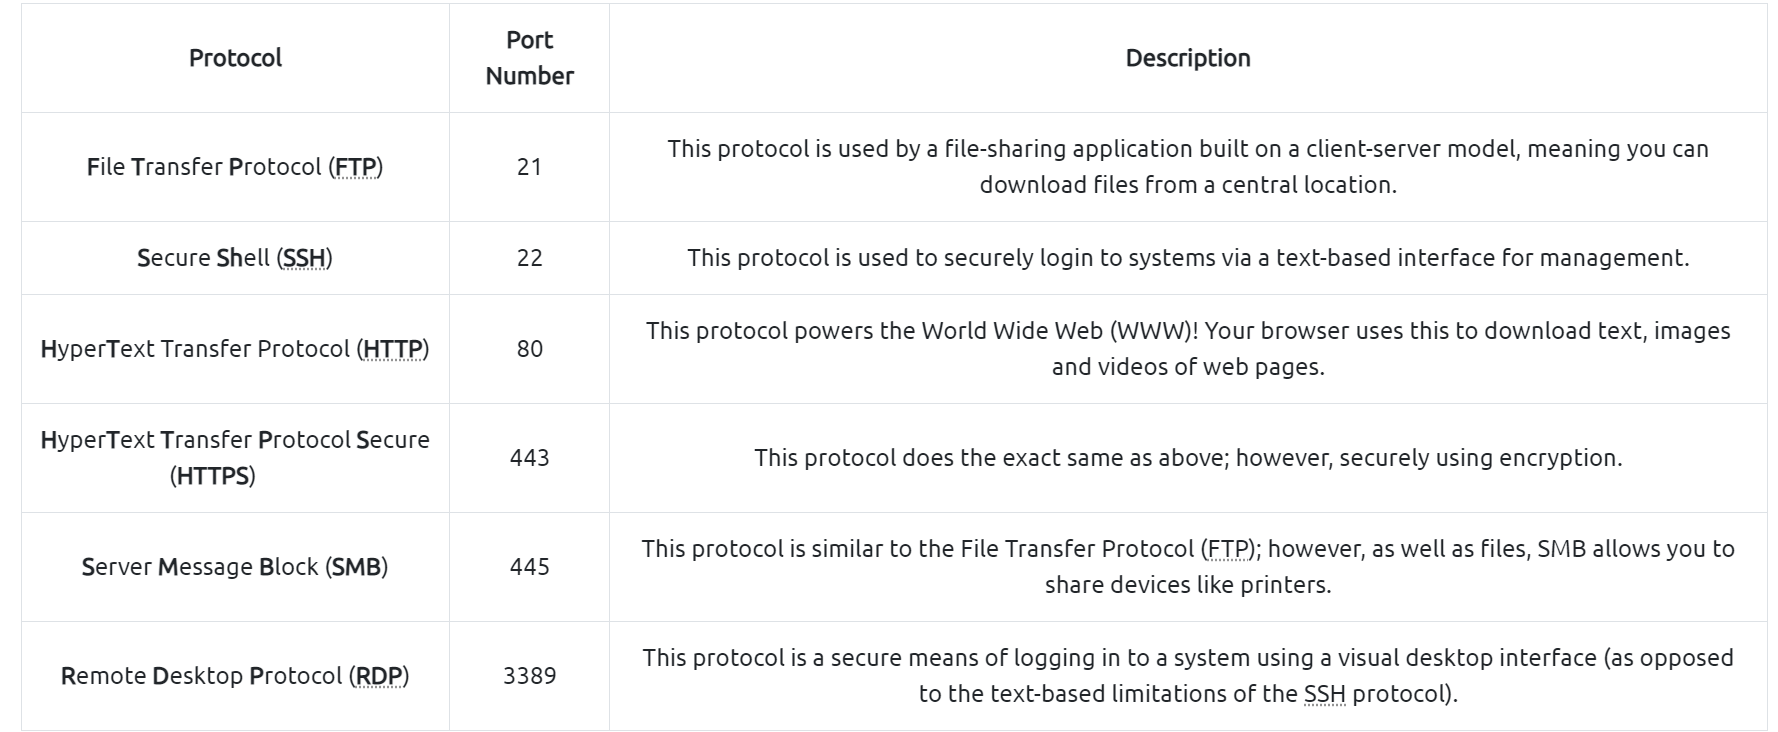 Protocol
Port
Number
Description
File Transfer Protocol (FTP)
21
This protocol is used by a file-sharing application built on a client-server model, meaning you can
download files from a central location.
Secure Shell (SSH)
22
This protocol is used to securely login to systems via a text-based interface for management.
HyperText Transfer Protocol (HTTP)
80
This protocol powers the World Wide Web (WWW)! Your browser uses this to download text, images
and videos of web pages.
HyperText Transfer Protocol Secure
(HTTPS)
443
This protocol does the exact same as above; however, securely using encryption.
Server Message Block (SMB)
445
This protocol is similar to the File Transfer Protocol (FTP); however, as well as files, SMB allows you to
share devices like printers.
Remote Desktop Protocol (RDP)
3389
This protocol is a secure means of logging in to a system using a visual desktop interface (as opposed
to the text-based limitations of the SSH protocol).